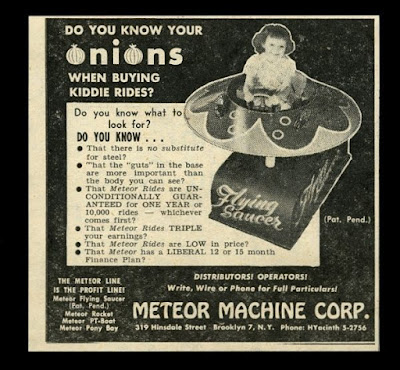 DO YOU KNOW YOUR
Onions
WHEN BUYING
KIDDIE RIDES?
Do you know what to
look for?
DO YOU KNOW . . .
● That there is no substitute
for steel?
● That the "guts" in the base
are more important than
the body you can see?
● That Meteor Rides are UN-
CONDITIONALLY GUAR-
ANTEED for ONE YEAR or
10,000 rides — whichever
comes first?
● That Meteor Rides TRIPLE
your earnings?
● That Meteor Rides are LOW in price?
● That Meteor has a LIBERAL 12 or 15 month
Finance Plan?
Flying
Saucer
(Pat. Pend.)
THE METEOR LINE
IS THE PROFIT LINE!
Meteor Flying Saucer
(Pat. Pend.)
Meteor Rocket
Meteor PT-Boat
Meteor Pony Boy
DISTRIBUTORS! OPERATORS!
Write, Wire or Phone for Full Particulars!
METEOR MACHINE CORP.
319 Hinsdale Street Brooklyn 7, N. Y. Phone: HYacinth 5-2756